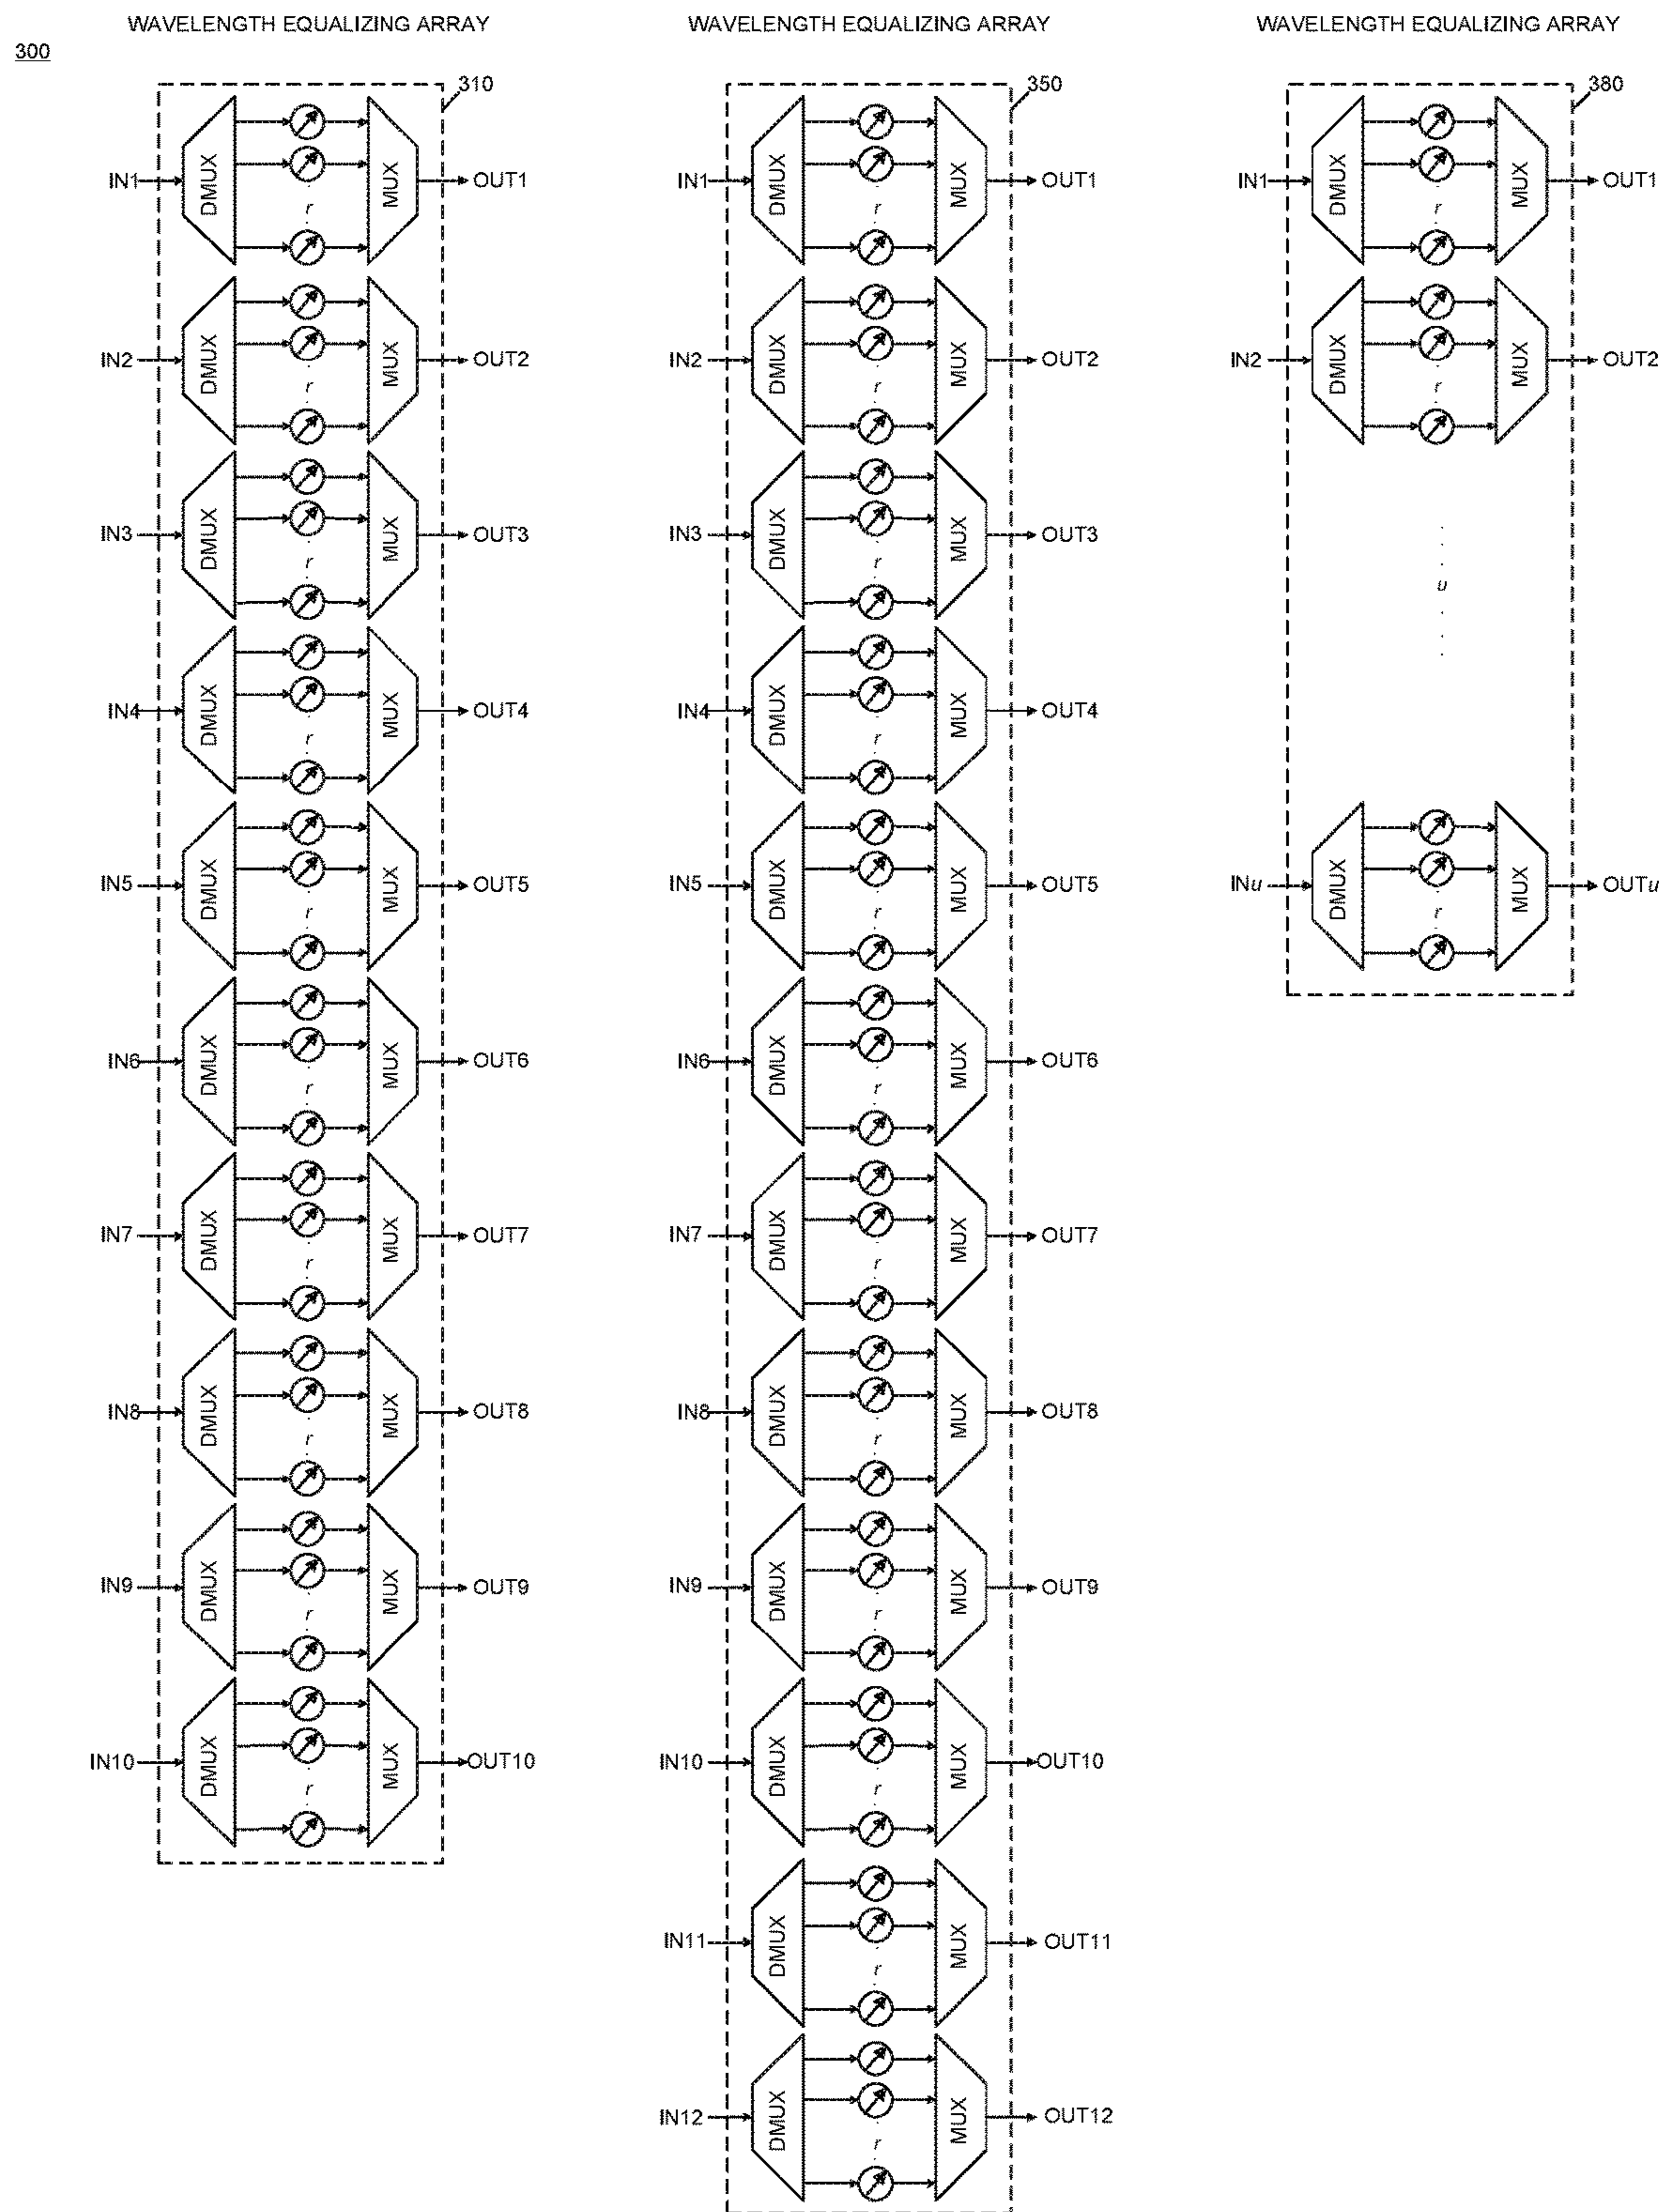 WAVELENGTH EQUALIZING ARRAY
WAVELENGTH EQUALIZING ARRAY
WAVELENGTH EQUALIZING ARRAY
300
310
350
380
IN1 DMUX r MUX OUT1
IN1 DMUX r MUX OUT1
IN1 DMUX r MUX OUT1
IN2 DMUX r MUX OUT2
IN2 DMUX r MUX OUT2
IN2 DMUX r MUX OUT2
IN3 DMUX r MUX OUT3
IN3 DMUX r MUX OUT3
u
IN4 DMUX r MUX OUT4
IN4 DMUX r MUX OUT4
IN5 DMUX r MUX OUT5
IN5 DMUX r MUX OUT5
INu DMUX r MUX OUTu
IN6 DMUX r MUX OUT6
IN6 DMUX r MUX OUT6
IN7 DMUX r MUX OUT7
IN7 DMUX r MUX OUT7
IN8 DMUX r MUX OUT8
IN8 DMUX r MUX OUT8
IN9 DMUX r MUX OUT9
IN9 DMUX r MUX OUT9
IN10 DMUX r MUX OUT10
IN10 DMUX r MUX OUT10
IN11 DMUX r MUX OUT11
IN12 DMUX r MUX OUT12